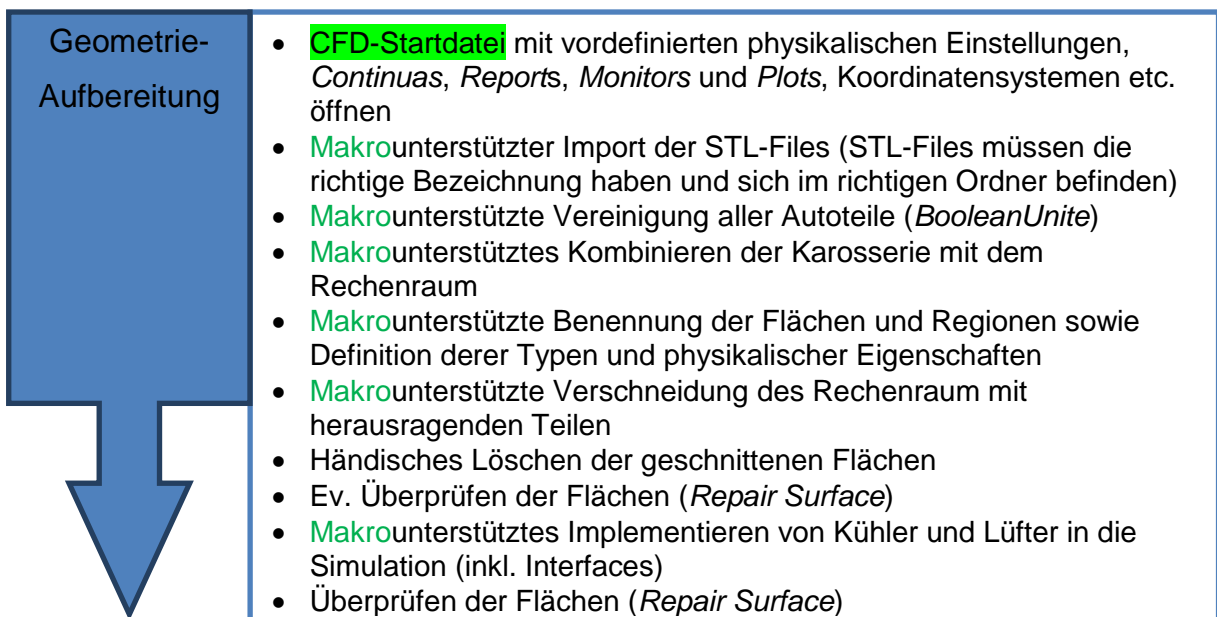 Geometrie-
Aufbereitung
• CFD-Startdatei mit vordefinierten physikalischen Einstellungen,
Continuas, Reports, Monitors und Plots, Koordinatensystemen etc.
öffnen
• Makrounterstützter Import der STL-Files (STL-Files müssen die
richtige Bezeichnung haben und sich im richtigen Ordner befinden)
• Makrounterstützte Vereinigung aller Autoteile (BooleanUnite)
• Makrounterstütztes Kombinieren der Karosserie mit dem
Rechenraum
• Makrounterstützte Benennung der Flächen und Regionen sowie
Definition derer Typen und physikalischer Eigenschaften
• Makrounterstützte Verschneidung des Rechenraum mit
herausragenden Teilen
• Händisches Löschen der geschnittenen Flächen
• Ev. Überprüfen der Flächen (Repair Surface)
• Makrounterstütztes Implementieren von Kühler und Lüfter in die
Simulation (inkl. Interfaces)
• Überprüfen der Flächen (Repair Surface)